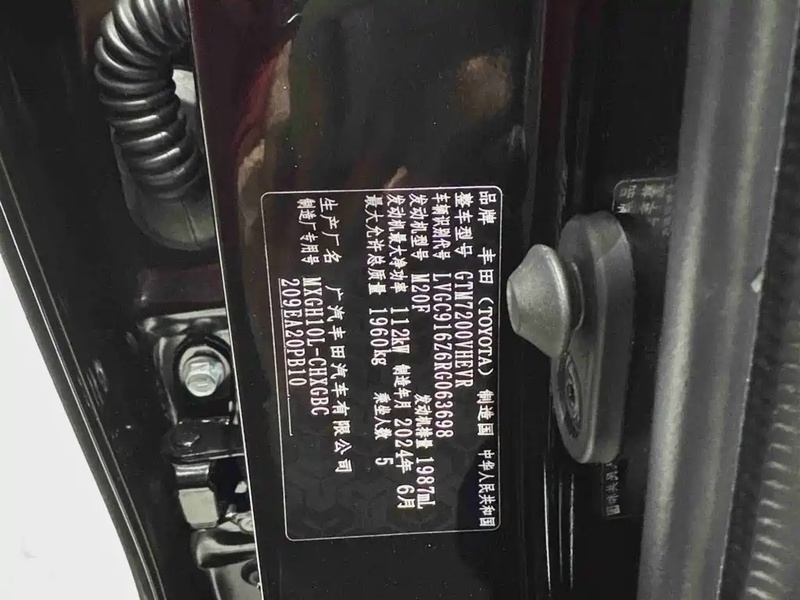 品牌 丰田（TOYOTA） 制造国 中华人民共和国
整车型号 GTM7200VHEVR
车辆识别代号 LVGC916Z6RG063698
发动机型号 M20F 发动机排量 1987mL
发动机最大净功率 112kW 制造年月 2024年 6月
最大允许总质量 1960kg 乘坐人数 5
生产厂名 广汽丰田汽车有限公司
制造厂专用号 MXGH10L-CHXGBC
209EA20PB10